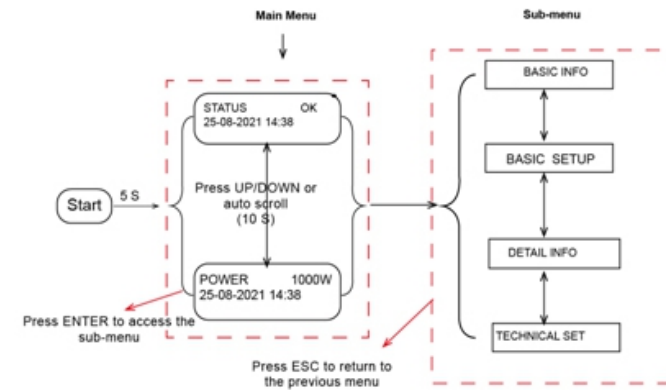 Main Menu
Sub-menu
STATUS OK
25-08-2021 14:38
Start
5 S
Press UP/DOWN or
auto scroll
(10 S)
POWER 1000W
25-08-2021 14:38
Press ENTER to access the
sub-menu
BASIC INFO
BASIC SETUP
DETAIL INFO
TECHNICAL SET
Press ESC to return to
the previous menu